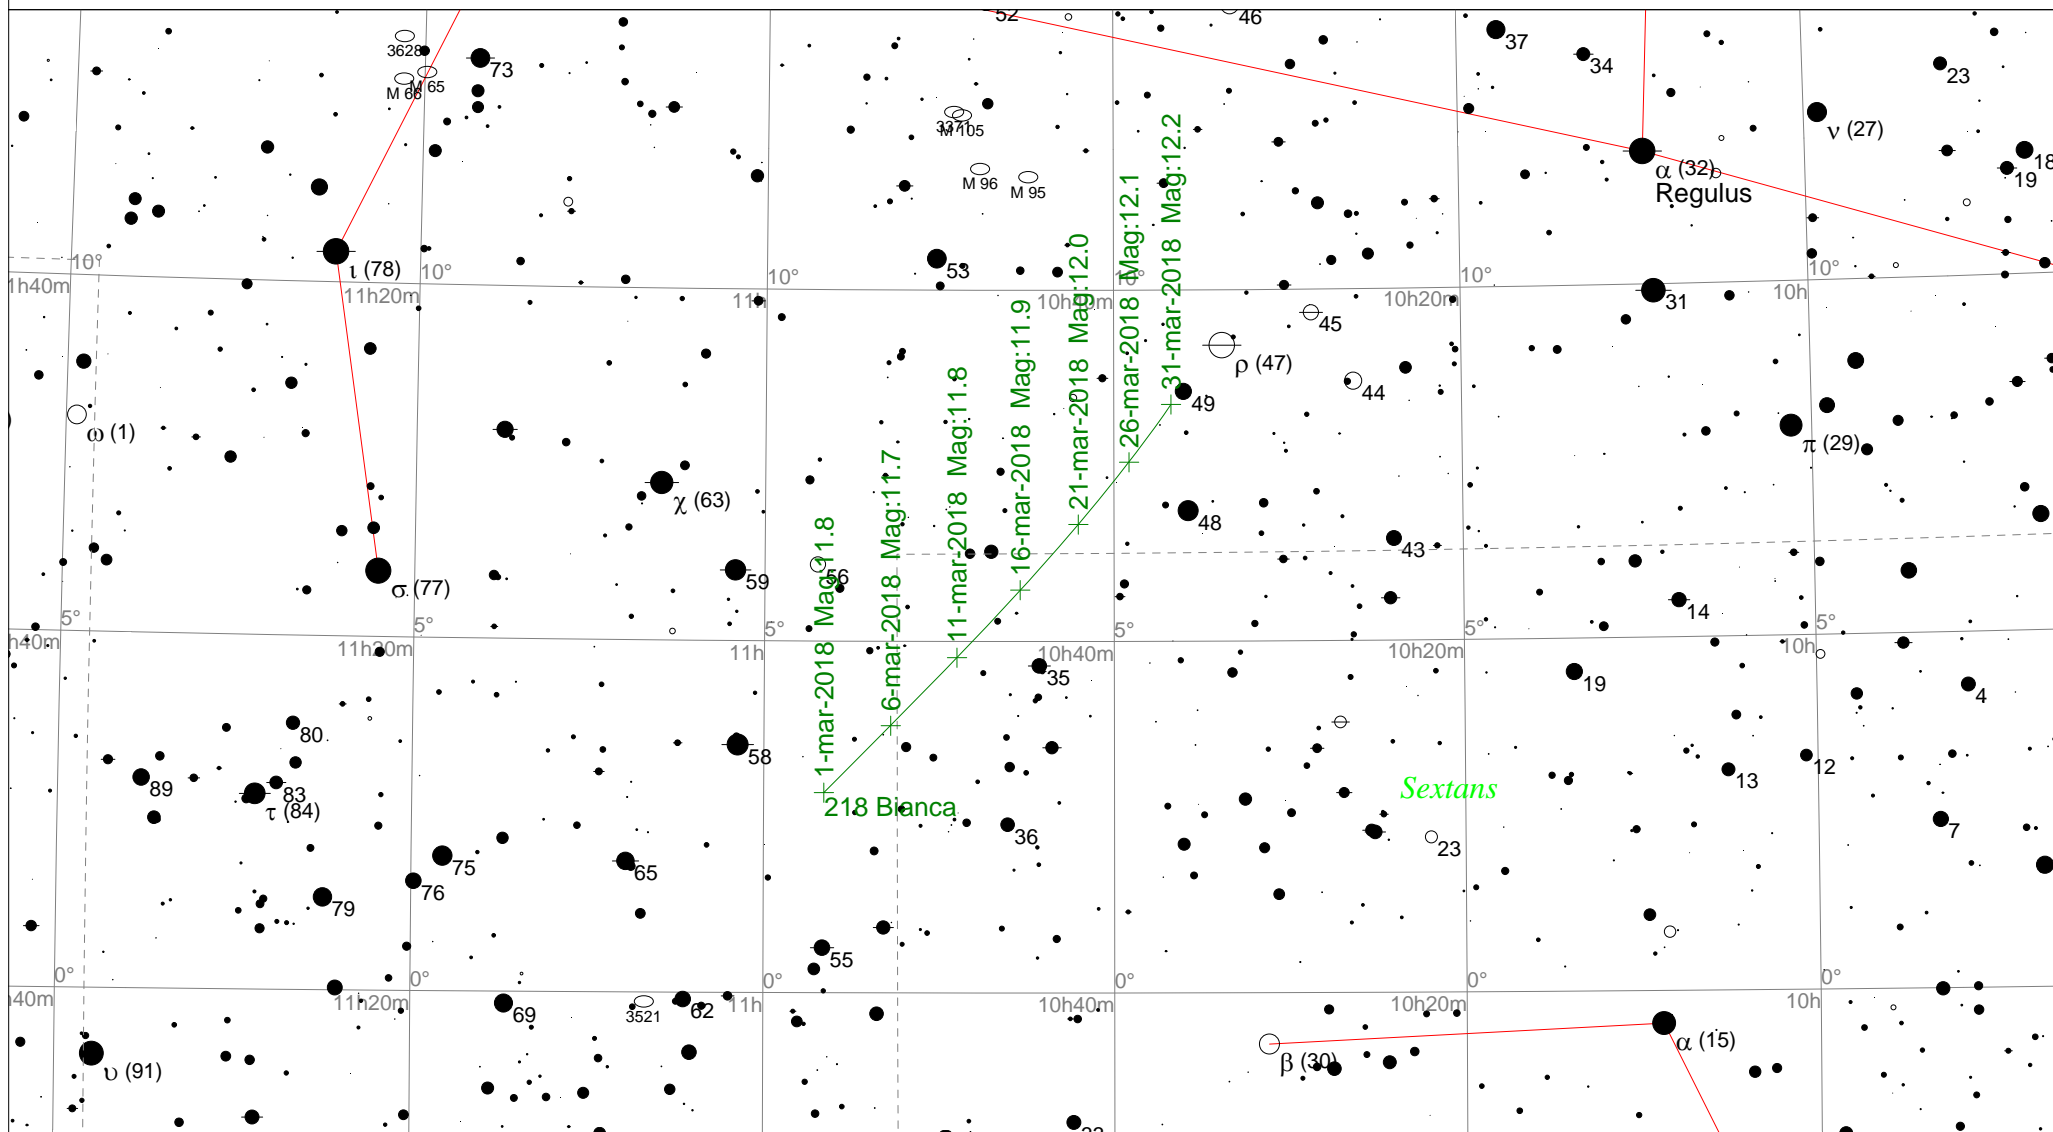 52
46
37
34
23
3628
M 66
M 65
73
3371
M 105
M 96
M 95
ν (27)
18
19
α (32)
Regulus
ι (78)
53
31
10°
10°
10°
10°
10°
10°
1h40m
11h20m
11h
10h40m
10h20m
10h
45
ρ (47)
44
49
ω (1)
π (29)
χ (63)
48
43
σ (77)
59
56
14
1-mar-2018 Mag:11.8
6-mar-2018 Mag:11.7
11-mar-2018 Mag:11.8
16-mar-2018 Mag:11.9
21-mar-2018 Mag:12.0
26-mar-2018 Mag:12.1
31-mar-2018 Mag:12.2
5°
5°
5°
5°
5°
5°
h40m
11h20m
11h
10h40m
10h20m
10h
35
19
4
80
58
89
83
τ (84)
13
12
218 Bianca
Sextans
36
23
7
75
65
76
79
55
0°
0°
0°
0°
0°
0°
h40m
11h20m
11h
10h40m
10h20m
10h
69
3521
62
υ (91)
β (30)
α (15)